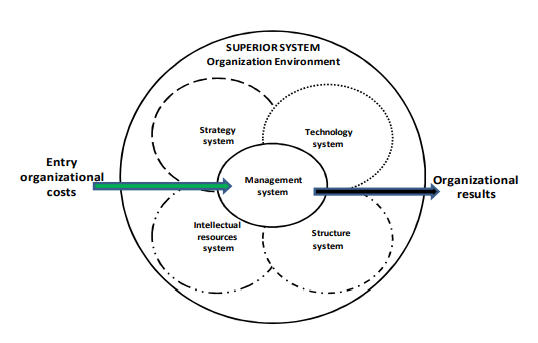 SUPERIOR SYSTEM
Organization Environment
Strategy
system
Technology
system
Entry
organizational
costs
Management
system
Organizational
results
Intellectual
resources
system
Structure
system